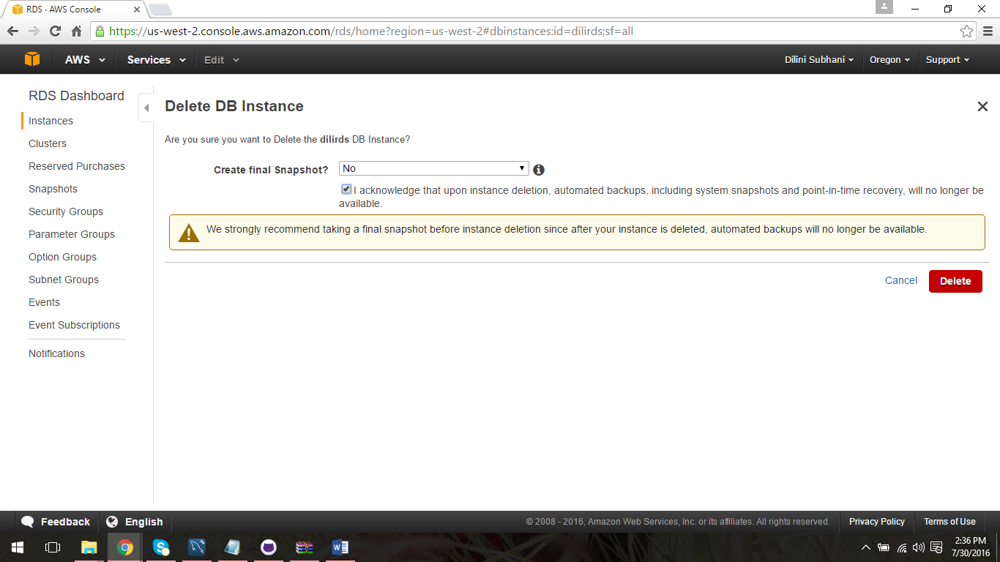 RDS · AWS Console
https://us-west-2.console.aws.amazon.com/rds/home?region=us-west-2#dbinstances:id=dilirds;sf=all
AWS Services Edit Dilini Subhani Oregon Support
RDS Dashboard
Instances
Clusters
Reserved Purchases
Snapshots
Security Groups
Parameter Groups
Option Groups
Subnet Groups
Events
Event Subscriptions
Notifications
Delete DB Instance
Are you sure you want to Delete the dilirds DB Instance?
Create final Snapshot? No
I acknowledge that upon instance deletion, automated backups, including system snapshots and point-in-time recovery, will no longer be
available.
We strongly recommend taking a final snapshot before instance deletion since after your instance is deleted, automated backups will no longer be available.
Cancel Delete
Feedback English © 2008 - 2016, Amazon Web Services, Inc. or its affiliates. All rights reserved. Privacy Policy Terms of Use
2:36 PM
7/30/2016